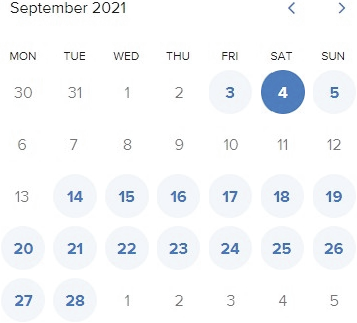 September 2021
MON TUE WED THU FRI SAT SUN
30 31 1 2 3 4 5
6 7 8 9 10 11 12
13 14 15 16 17 18 19
20 21 22 23 24 25 26
27 28 1 2 3 4 5